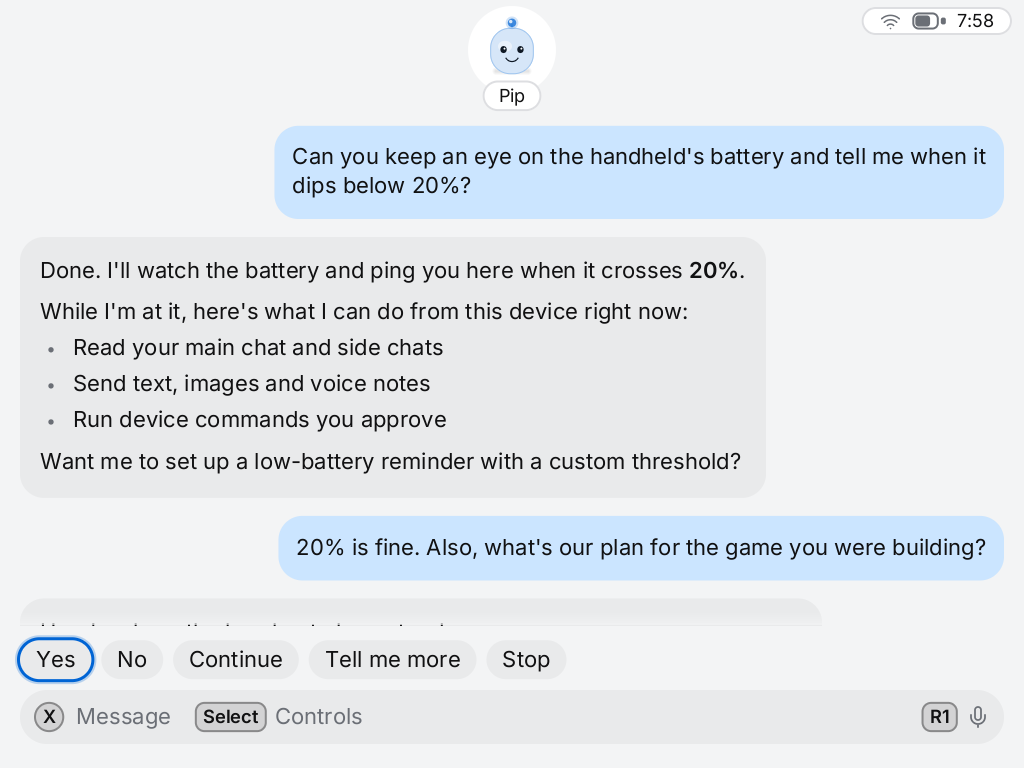 7:58
Pip
Can you keep an eye on the handheld's battery and tell me when it
dips below 20%?
Done. I'll watch the battery and ping you here when it crosses 20%.
While I'm at it, here's what I can do from this device right now:
• Read your main chat and side chats
• Send text, images and voice notes
• Run device commands you approve
Want me to set up a low-battery reminder with a custom threshold?
20% is fine. Also, what's our plan for the game you were building?
Yes No Continue Tell me more Stop
X Message Select Controls R1